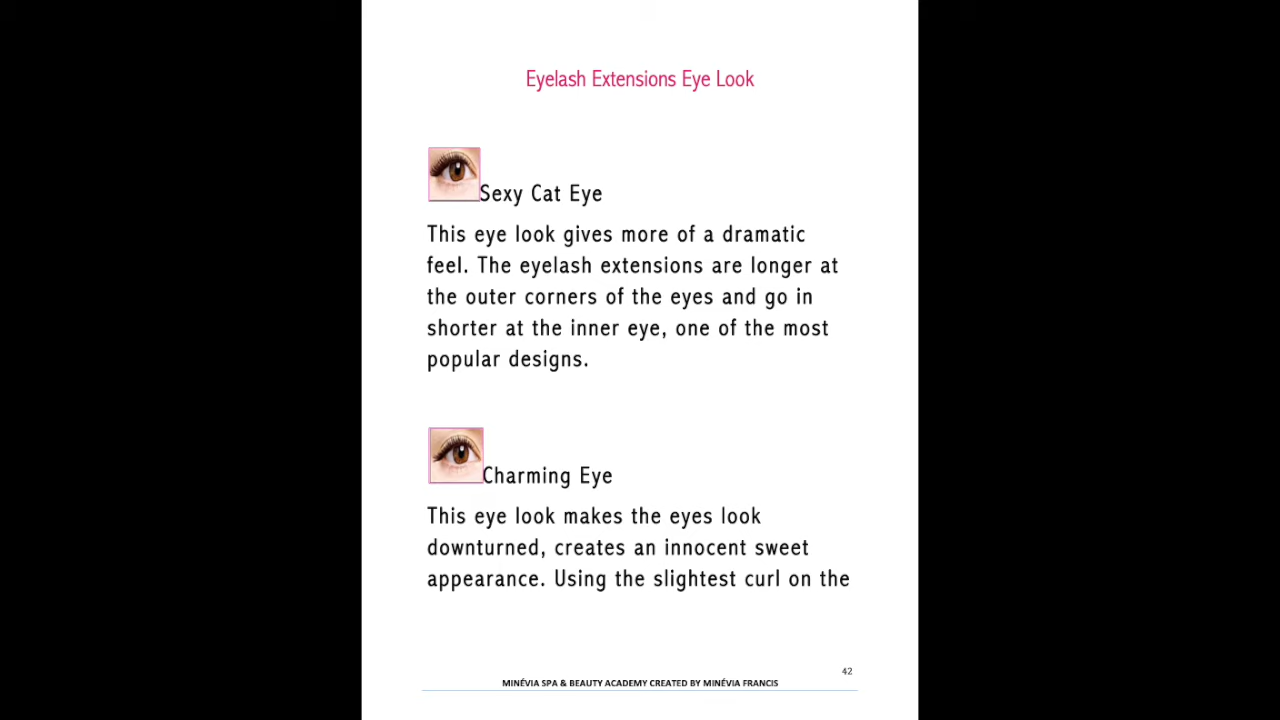 Eyelash Extensions Eye Look
Sexy Cat Eye
This eye look gives more of a dramatic
feel. The eyelash extensions are longer at
the outer corners of the eyes and go in
shorter at the inner eye, one of the most
popular designs.
Charming Eye
This eye look makes the eyes look
downturned, creates an innocent sweet
appearance. Using the slightest curl on the
42
MINÉVIA SPA & BEAUTY ACADEMY CREATED BY MINÉVIA FRANCIS